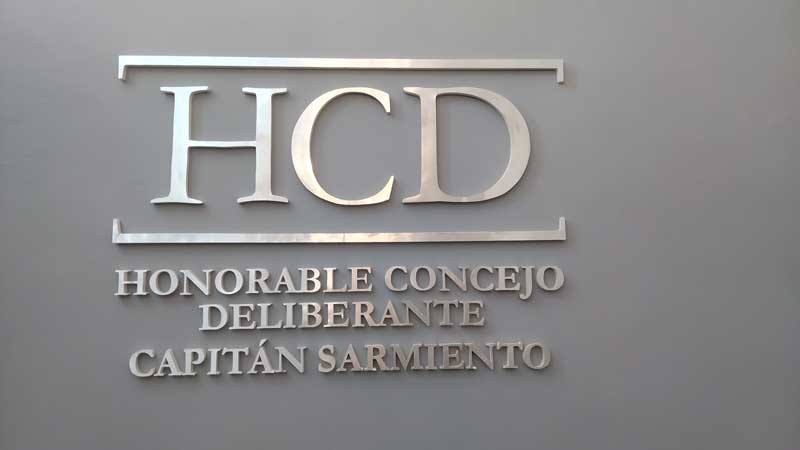 HCD
HONORABLE CONCEJO
DELIBERANTE
CAPITÁN SARMIENTO